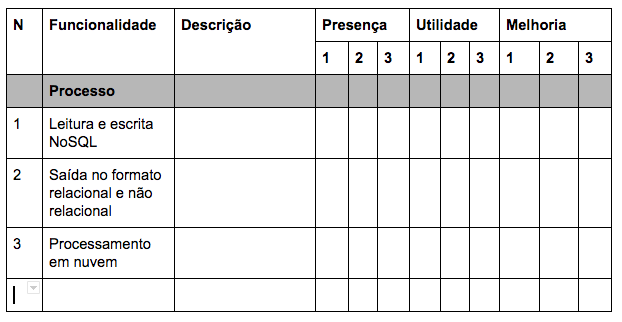 N Funcionalidade Descrição Presença Utilidade Melhoria
1 2 3 1 2 3 1 2 3
Processo
1 Leitura e escrita
NoSQL
2 Saída no formato
relacional e não
relacional
3 Processamento
em nuvem